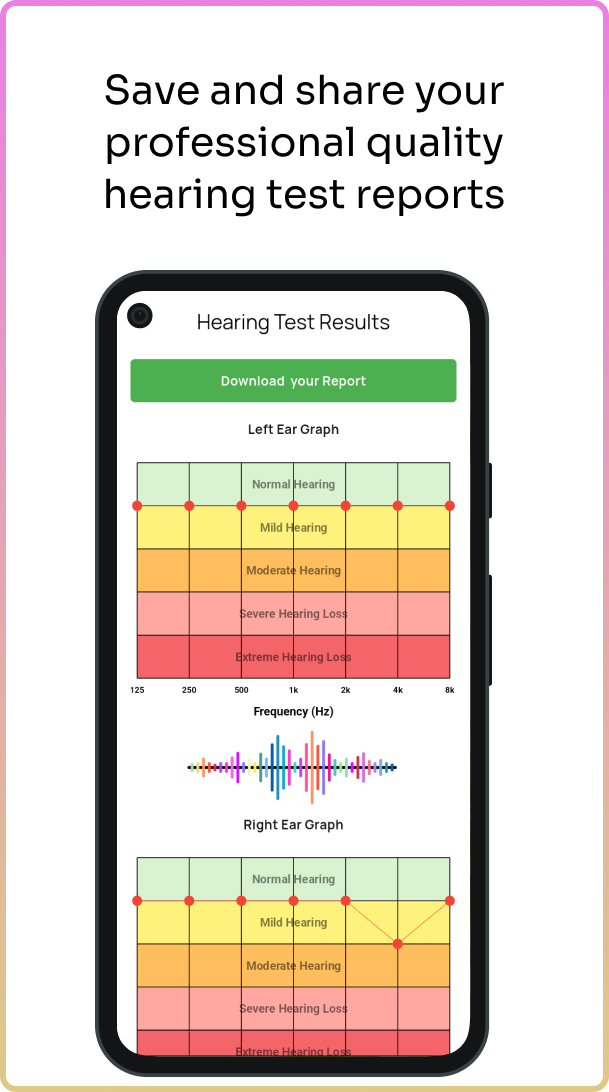 Save and share your
professional quality
hearing test reports
Hearing Test Results
Download your Report
Left Ear Graph
Normal Hearing
Mild Hearing
Moderate Hearing
Severe Hearing Loss
Extreme Hearing Loss
125 250 500 1k 2k 4k 8k
Frequency (Hz)
Right Ear Graph
Normal Hearing
Mild Hearing
Moderate Hearing
Severe Hearing Loss
Extreme Hearing Loss